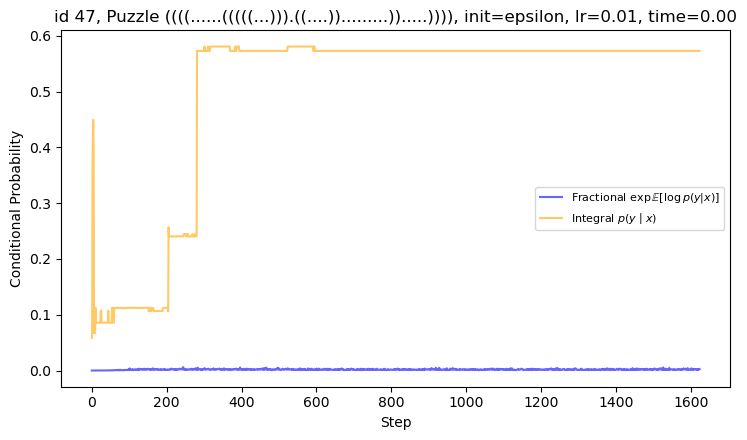 id 47, Puzzle ((((......(((((...))).((....)).........)).....)))), init=epsilon, lr=0.01, time=0.00
Conditional Probability
0.6
0.5
0.4
0.3
0.2
0.1
0.0
Fractional exp𝔼[log p(y|x)]
Integral p(y | x)
0 200 400 600 800 1000 1200 1400 1600
Step